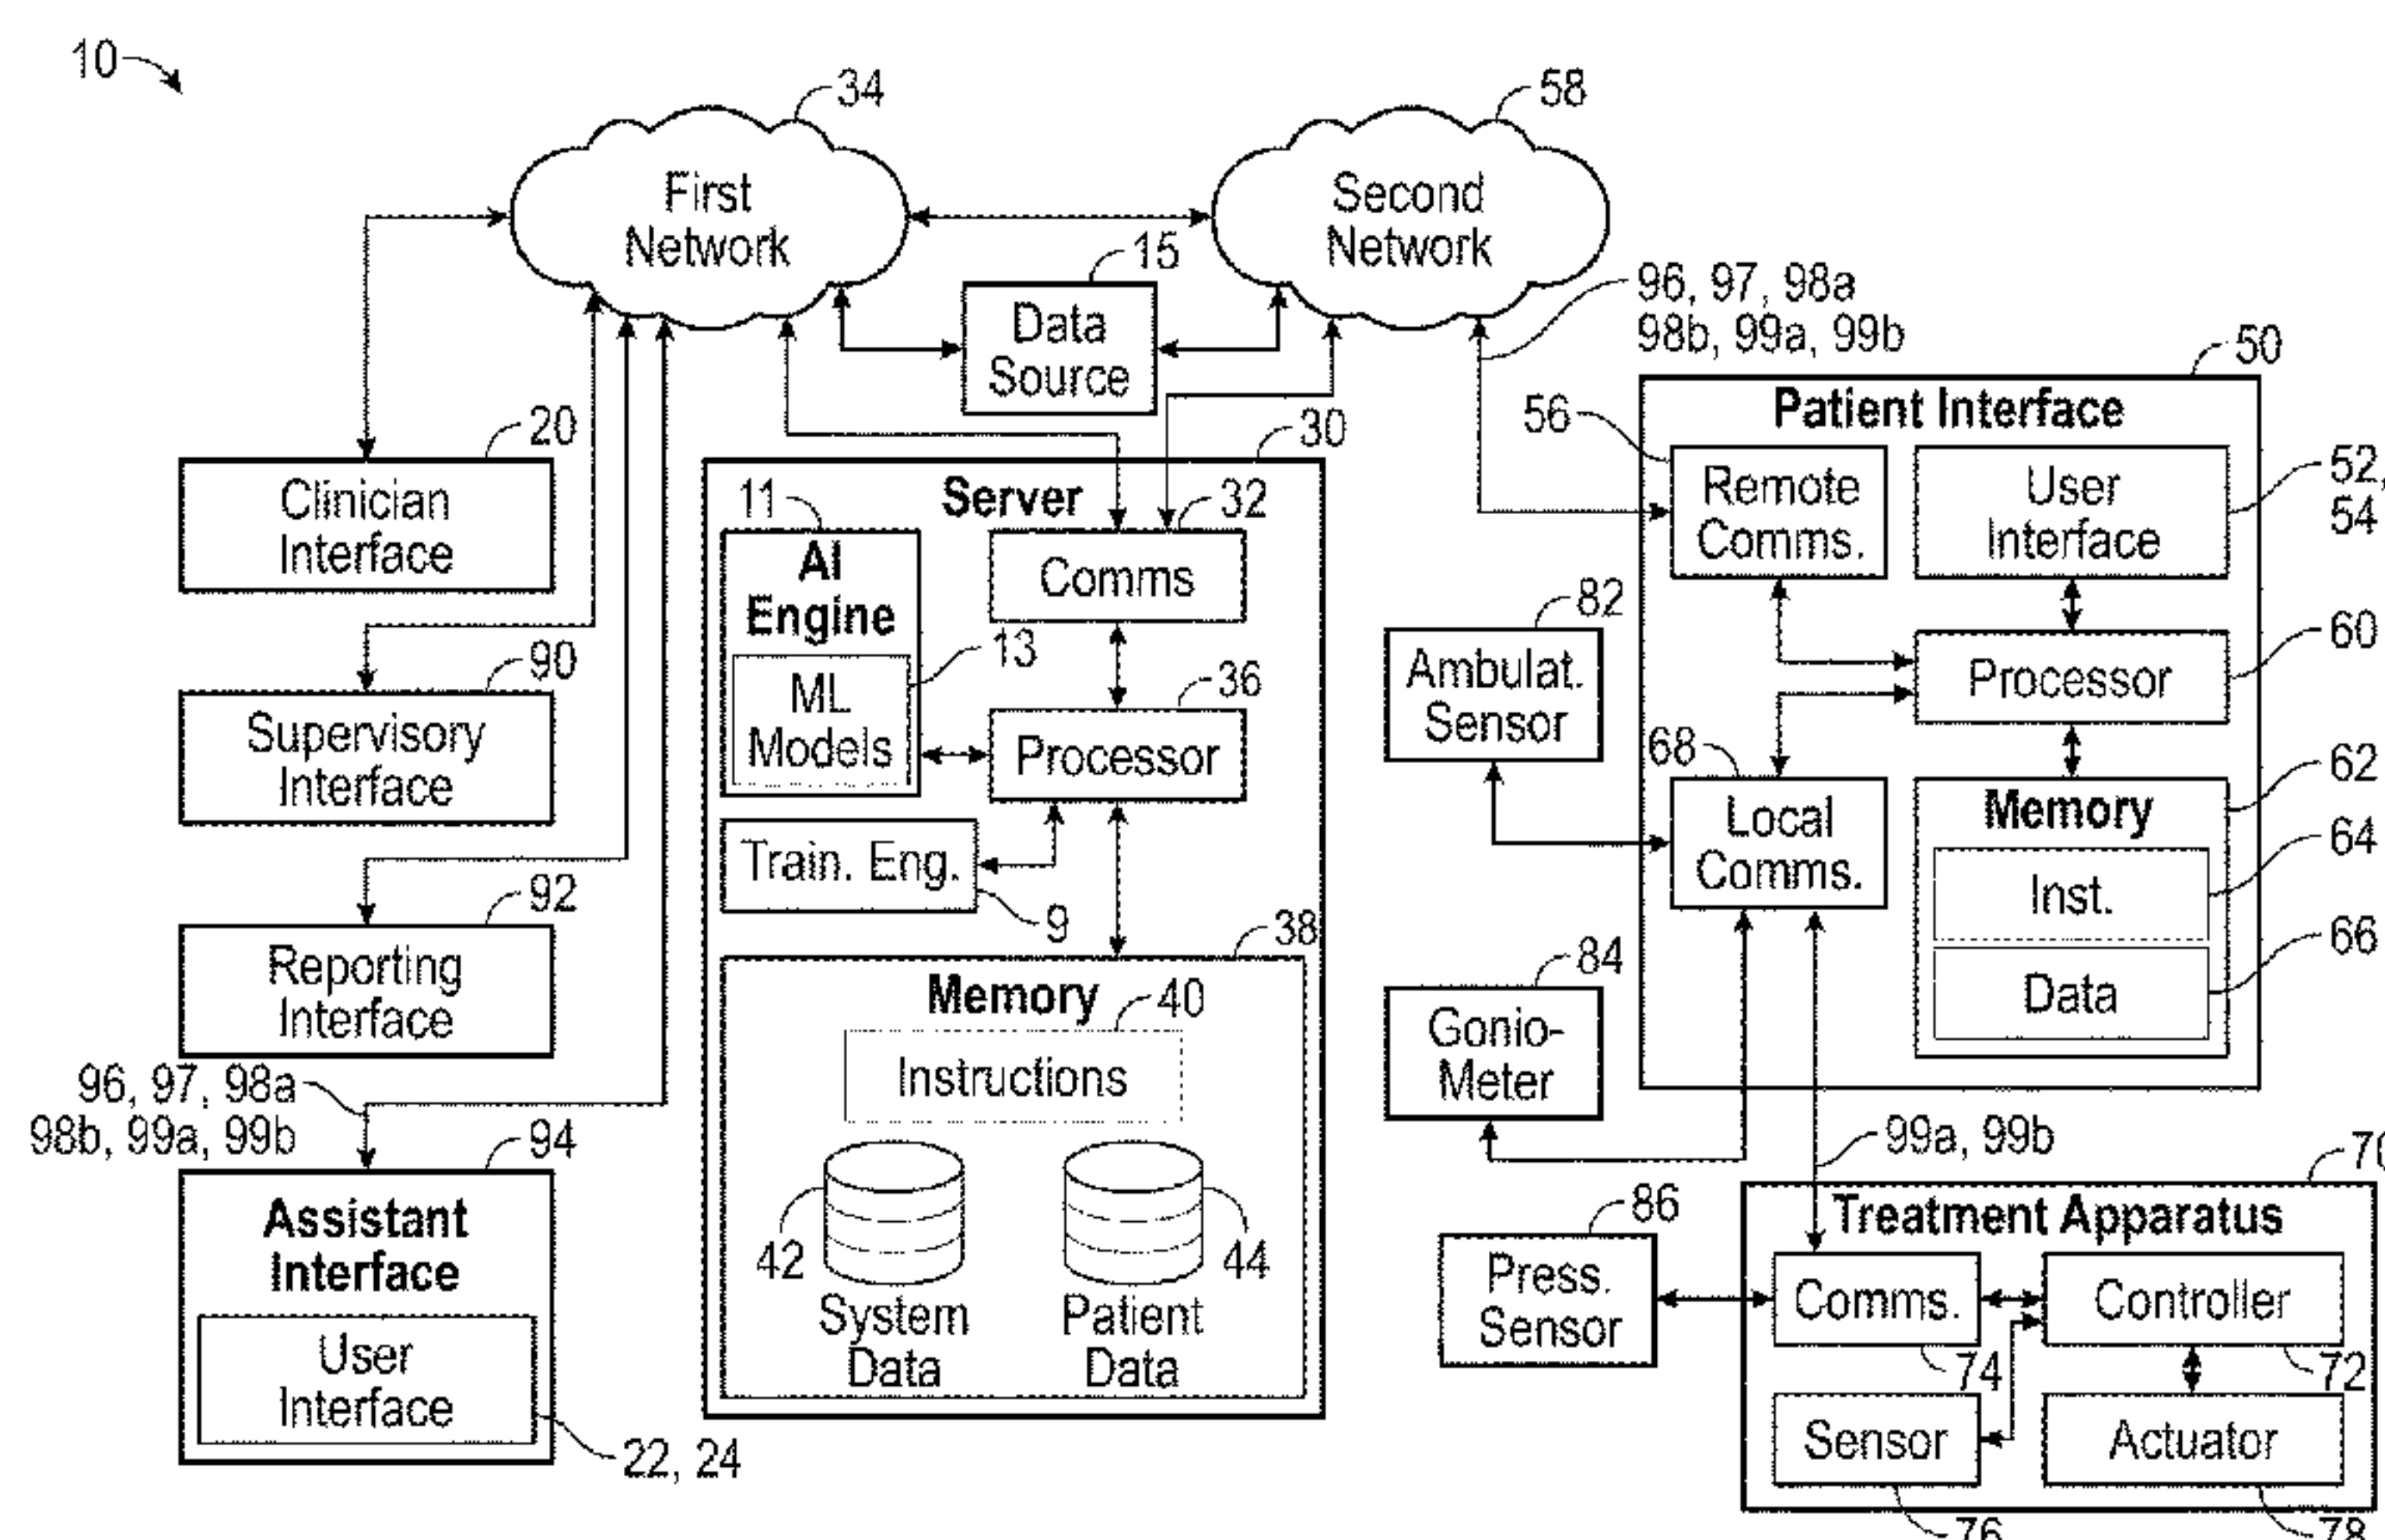 10
34
58
First
Network
Second
Network
15
Data
Source
96, 97, 98a
98b, 99a, 99b
50
Patient Interface
56
Remote
Comms.
User
Interface
52,
54
20
Clinician
Interface
30
Server
11
AI
Engine
32
Comms
13
ML
Models
36
Processor
82
Ambulat.
Sensor
60
Processor
90
Supervisory
Interface
68
Local
Comms.
62
Memory
64
Inst.
66
Data
Train. Eng.
9
92
Reporting
Interface
38
Memory
40
Instructions
84
Gonio-
Meter
96, 97, 98a
98b, 99a, 99b
94
Assistant
Interface
User
Interface
22, 24
42
System
Data
44
Patient
Data
99a, 99b
70
Treatment Apparatus
86
Press.
Sensor
Comms.
74
Controller
72
Sensor
76
Actuator
78